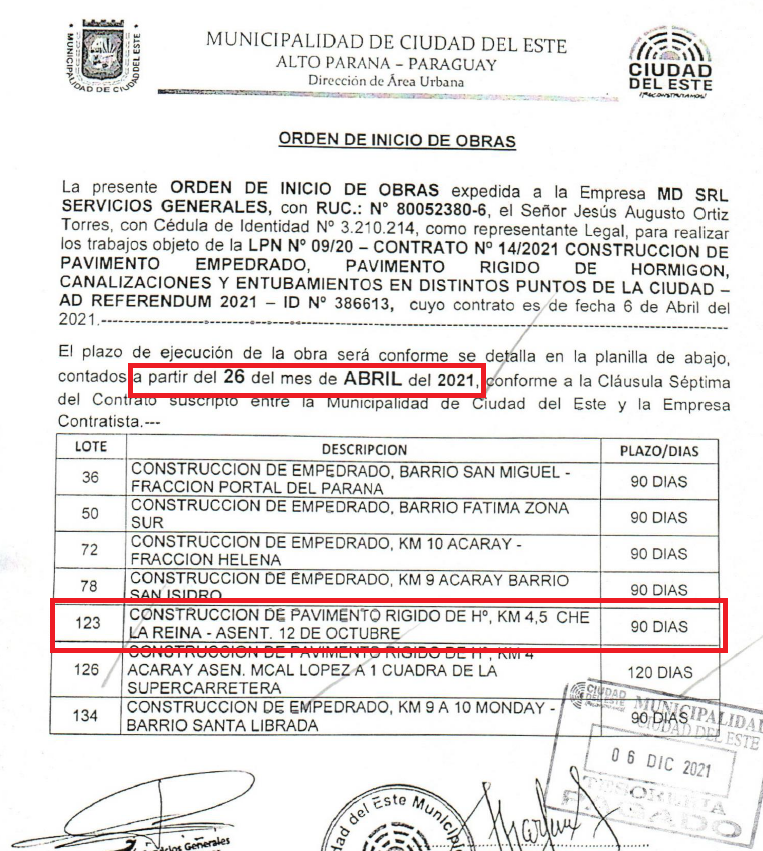 MUNICIPALIDAD DE CIUDAD DEL ESTE
MUNICIPALIDAD DE CIUDAD DEL ESTE
ALTO PARANA – PARAGUAY
Dirección de Área Urbana
CIUDAD
DEL ESTE
ORDEN DE INICIO DE OBRAS
La presente ORDEN DE INICIO DE OBRAS expedida a la Empresa MD SRL
SERVICIOS GENERALES, con RUC.: N° 80052380-6, el Señor Jesús Augusto Ortiz
Torres, con Cédula de Identidad Nº 3.210.214, como representante Legal, para realizar
los trabajos objeto de la LPN Nº 09/20 – CONTRATO Nº 14/2021 CONSTRUCCION DE
PAVIMENTO EMPEDRADO, PAVIMENTO RIGIDO DE HORMIGON,
CANALIZACIONES Y ENTUBAMIENTOS EN DISTINTOS PUNTOS DE LA CIUDAD –
AD REFERENDUM 2021 – ID Nº 386613, cuyo contrato es de fecha 6 de Abril del
2021.-----------------------------------------------------------------------------------------------
El plazo de ejecución de la obra será conforme se detalla en la planilla de abajo,
contados a partir del 26 del mes de ABRIL del 2021, conforme a la Cláusula Séptima
del Contrato suscripto entre la Municipalidad de Ciudad del Este y la Empresa
Contratista.---
LOTE DESCRIPCION PLAZO/DIAS
36 CONSTRUCCION DE EMPEDRADO, BARRIO SAN MIGUEL - 90 DIAS
FRACCION PORTAL DEL PARANA
50 CONSTRUCCION DE EMPEDRADO, BARRIO FATIMA ZONA 90 DIAS
SUR
72 CONSTRUCCION DE EMPEDRADO, KM 10 ACARAY - 90 DIAS
FRACCION HELENA
78 CONSTRUCCION DE EMPEDRADO, KM 9 ACARAY BARRIO 90 DIAS
SAN ISIDRO
123 CONSTRUCCION DE PAVIMENTO RIGIDO DE Hº, KM 4,5 CHE 90 DIAS
LA REINA - ASENT. 12 DE OCTUBRE
CONSTRUCCION DE PAVIMENTO RIGIDO DE Hº, KM 4
126 ACARAY ASEN. MCAL LOPEZ A 1 CUADRA DE LA 120 DIAS
SUPERCARRETERA
134 CONSTRUCCION DE EMPEDRADO, KM 9 A 10 MONDAY - 90 DIAS
BARRIO SANTA LIBRADA
CIUDAD
DEL ESTE
MUNICIPALIDAD
CIUDAD DEL ESTE
06 DIC 2021
TESORERIA
PAGADO
Generales
del Este